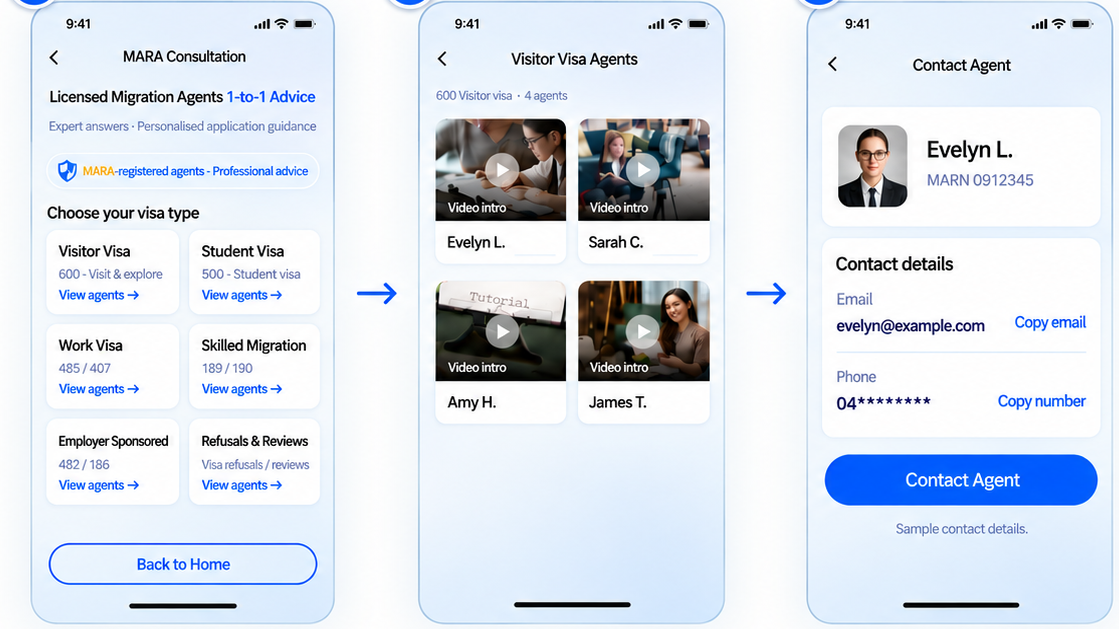 9:41
MARA Consultation
Licensed Migration Agents 1-to-1 Advice
Expert answers · Personalised application guidance
MARA-registered agents - Professional advice
Choose your visa type
Visitor Visa
600 - Visit & explore
View agents →
Student Visa
500 - Student visa
View agents →
Work Visa
485 / 407
View agents →
Skilled Migration
189 / 190
View agents →
Employer Sponsored
482 / 186
View agents →
Refusals & Reviews
Visa refusals / reviews
View agents →
Back to Home
9:41
Visitor Visa Agents
600 Visitor visa · 4 agents
Video intro
Evelyn L.
Video intro
Sarah C.
Tutorial
Video intro
Amy H.
Video intro
James T.
9:41
Contact Agent
Evelyn L.
MARN 0912345
Contact details
Email
evelyn@example.com
Copy email
Phone
04********
Copy number
Contact Agent
Sample contact details.